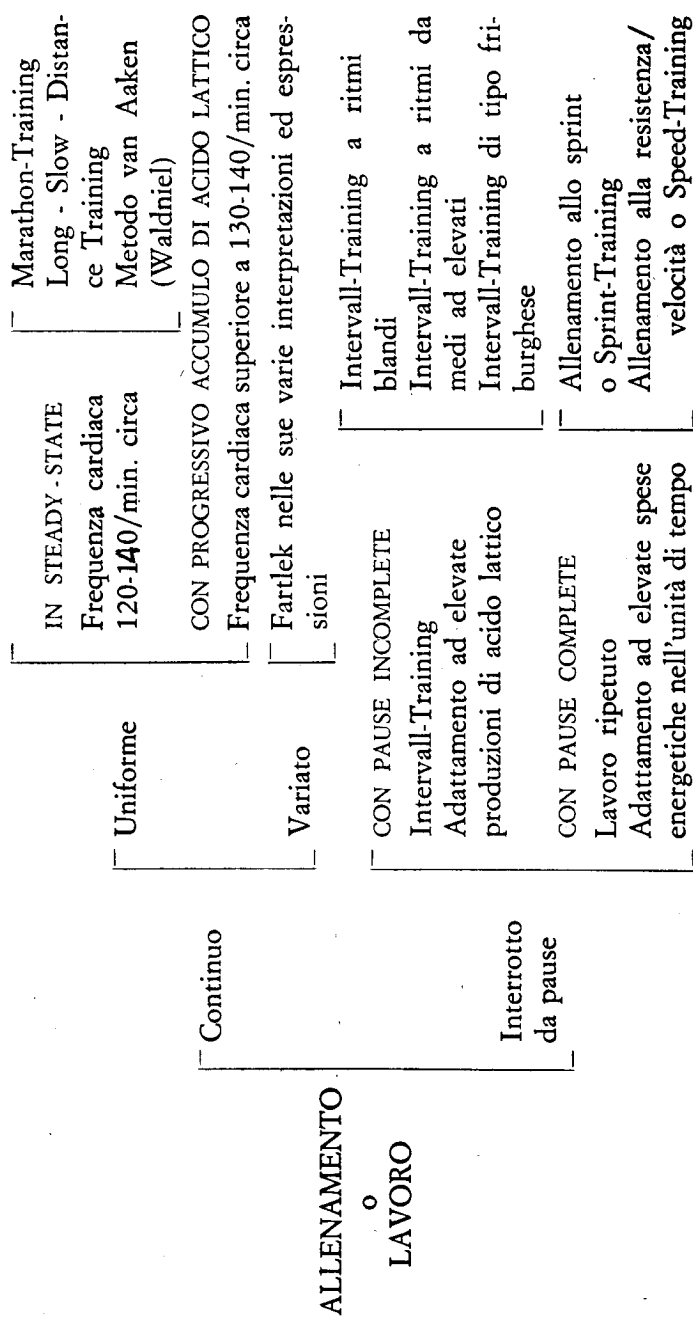 ALLENAMENTO
o
LAVORO
Continuo
Uniforme
IN STEADY-STATE
Frequenza cardiaca
120-140/min. circa
Marathon-Training
Long - Slow - Distan-
ce Training
Metodo van Aaken
(Waldniel)
CON PROGRESSIVO ACCUMULO DI ACIDO LATTICO
Frequenza cardiaca superiore a 130-140/min. circa
Variato
Fartlek nelle sue varie interpretazioni ed espres-
sioni
Interrotto
da pause
CON PAUSE INCOMPLETE
Intervall-Training
Adattamento ad elevate
produzioni di acido lattico
Intervall-Training a ritmi
blandi
Intervall-Training a ritmi da
medi ad elevati
Intervall-Training di tipo fri-
burghese
CON PAUSE COMPLETE
Lavoro ripetuto
Adattamento ad elevate spese
energetiche nell'unità di tempo
Allenamento allo sprint
o Sprint-Training
Allenamento alla resistenza/
velocità o Speed-Training